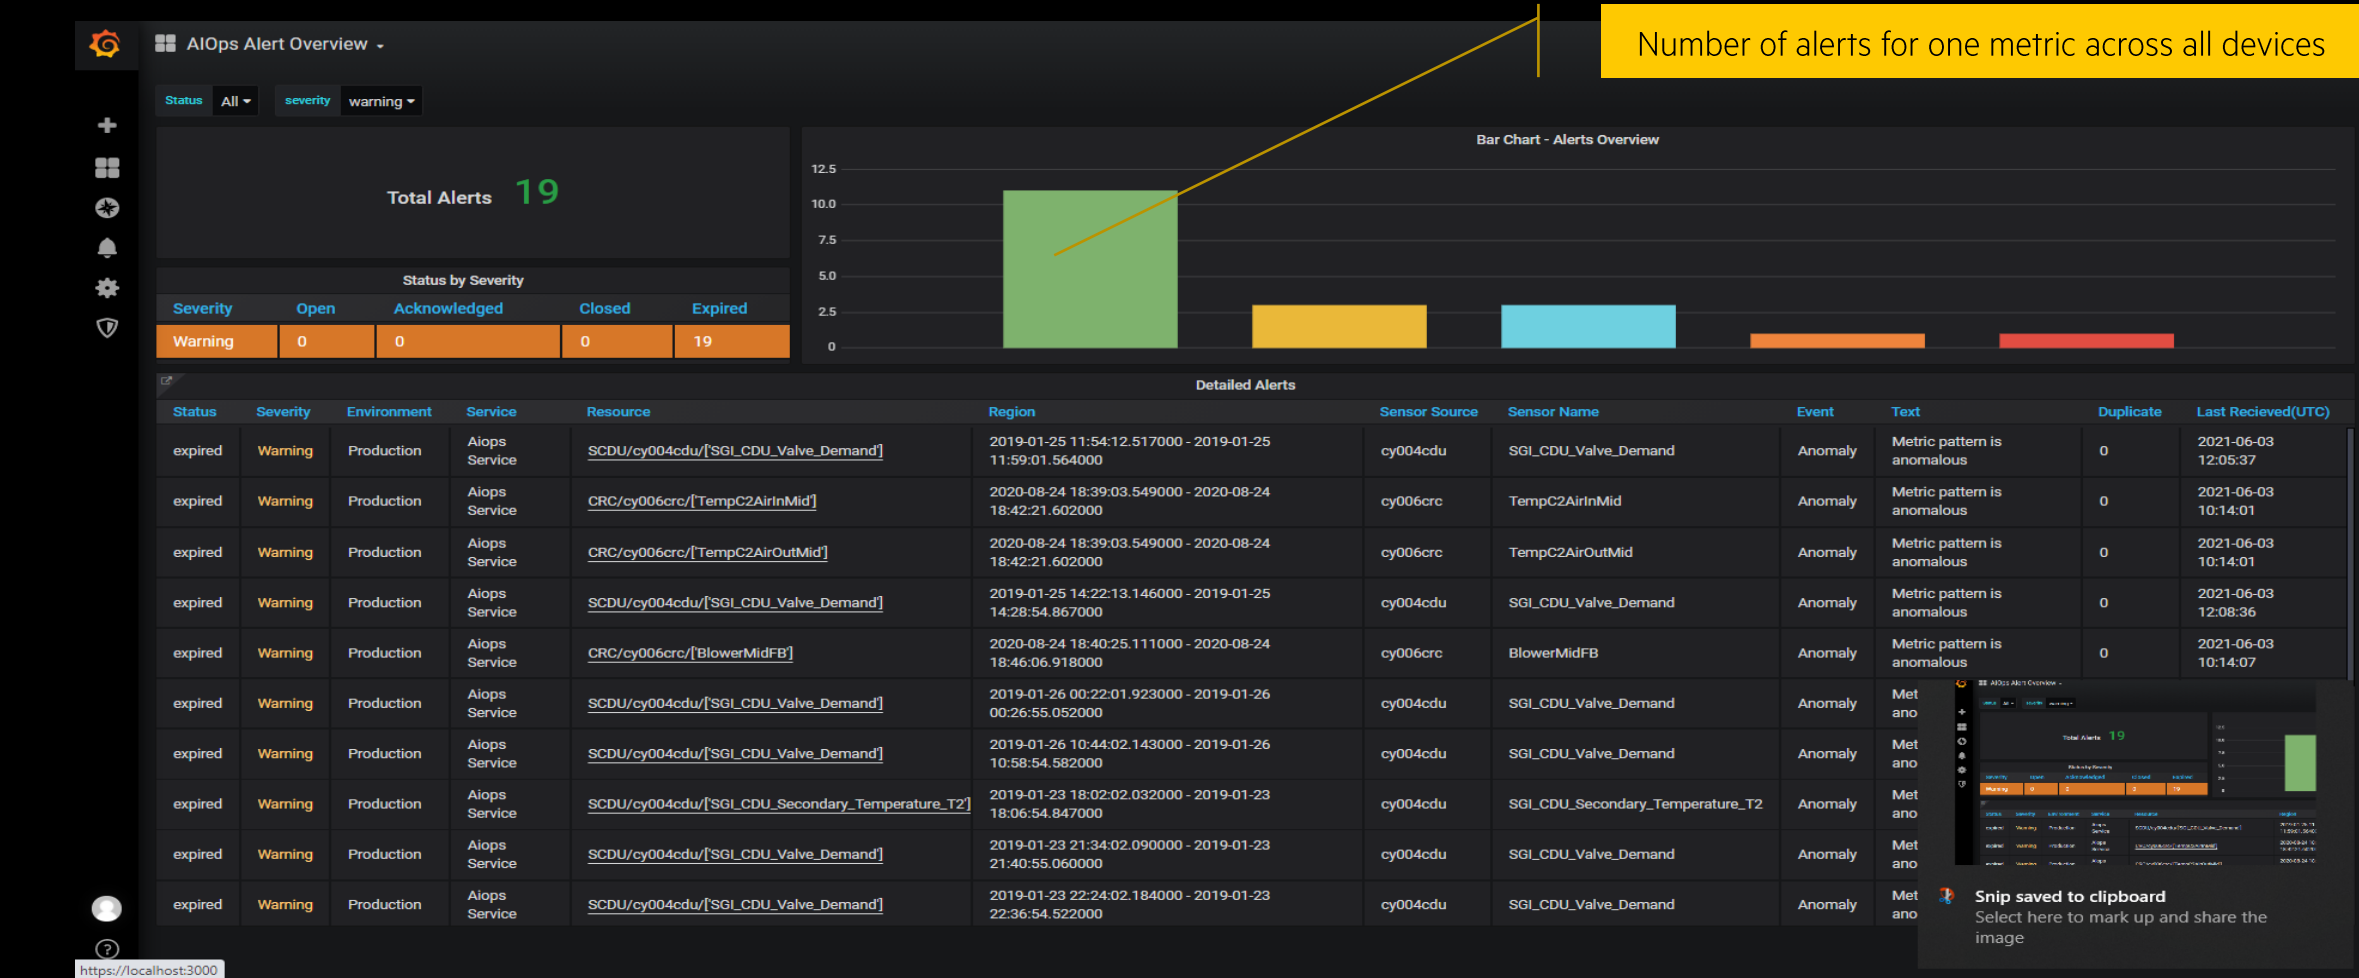 Number of alerts for one metric across all devices
AIOps Alert Overview
Status All severity warning
Total Alerts 19
Bar Chart - Alerts Overview
12.5
10.0
7.5
5.0
2.5
0
Status by Severity
Severity Open Acknowledged Closed Expired
Warning 0 0 0 19
Detailed Alerts
Status Severity Environment Service Resource Region Sensor Source Sensor Name Event Text Duplicate Last Recieved(UTC)
expired Warning Production Aiops Service SCDU/cy004cdu/['SGI_CDU_Valve_Demand'] 2019-01-25 11:54:12.517000 - 2019-01-25 11:59:01.564000 cy004cdu SGI_CDU_Valve_Demand Anomaly Metric pattern is anomalous 0 2021-06-03 12:05:37
expired Warning Production Aiops Service CRC/cy006crc/['TempC2AirInMid'] 2020-08-24 18:39:03.549000 - 2020-08-24 18:42:21.602000 cy006crc TempC2AirInMid Anomaly Metric pattern is anomalous 0 2021-06-03 10:14:01
expired Warning Production Aiops Service CRC/cy006crc/['TempC2AirOutMid'] 2020-08-24 18:39:03.549000 - 2020-08-24 18:42:21.602000 cy006crc TempC2AirOutMid Anomaly Metric pattern is anomalous 0 2021-06-03 10:14:01
expired Warning Production Aiops Service SCDU/cy004cdu/['SGI_CDU_Valve_Demand'] 2019-01-25 14:22:13.146000 - 2019-01-25 14:28:54.867000 cy004cdu SGI_CDU_Valve_Demand Anomaly Metric pattern is anomalous 0 2021-06-03 12:08:36
expired Warning Production Aiops Service CRC/cy006crc/['BlowerMidFB'] 2020-08-24 18:40:25.111000 - 2020-08-24 18:46:06.918000 cy006crc BlowerMidFB Anomaly Metric pattern is anomalous 0 2021-06-03 10:14:07
expired Warning Production Aiops Service SCDU/cy004cdu/['SGI_CDU_Valve_Demand'] 2019-01-26 00:22:01.923000 - 2019-01-26 00:26:55.052000 cy004cdu SGI_CDU_Valve_Demand Anomaly Met ano
expired Warning Production Aiops Service SCDU/cy004cdu/['SGI_CDU_Valve_Demand'] 2019-01-26 10:44:02.143000 - 2019-01-26 10:58:54.582000 cy004cdu SGI_CDU_Valve_Demand Anomaly Met ano
expired Warning Production Aiops Service SCDU/cy004cdu/['SGI_CDU_Secondary_Temperature_T2'] 2019-01-23 18:02:02.032000 - 2019-01-23 18:06:54.847000 cy004cdu SGI_CDU_Secondary_Temperature_T2 Anomaly Met ano
expired Warning Production Aiops Service SCDU/cy004cdu/['SGI_CDU_Valve_Demand'] 2019-01-23 21:34:02.090000 - 2019-01-23 21:40:55.060000 cy004cdu SGI_CDU_Valve_Demand Anomaly Met ano
expired Warning Production Aiops Service SCDU/cy004cdu/['SGI_CDU_Valve_Demand'] 2019-01-23 22:24:02.184000 - 2019-01-23 22:36:54.522000 cy004cdu SGI_CDU_Valve_Demand Anomaly Met ano
AIOps Alert Overview
Total Alerts 19
Snip saved to clipboard
Select here to mark up and share the
image
https://localhost:3000